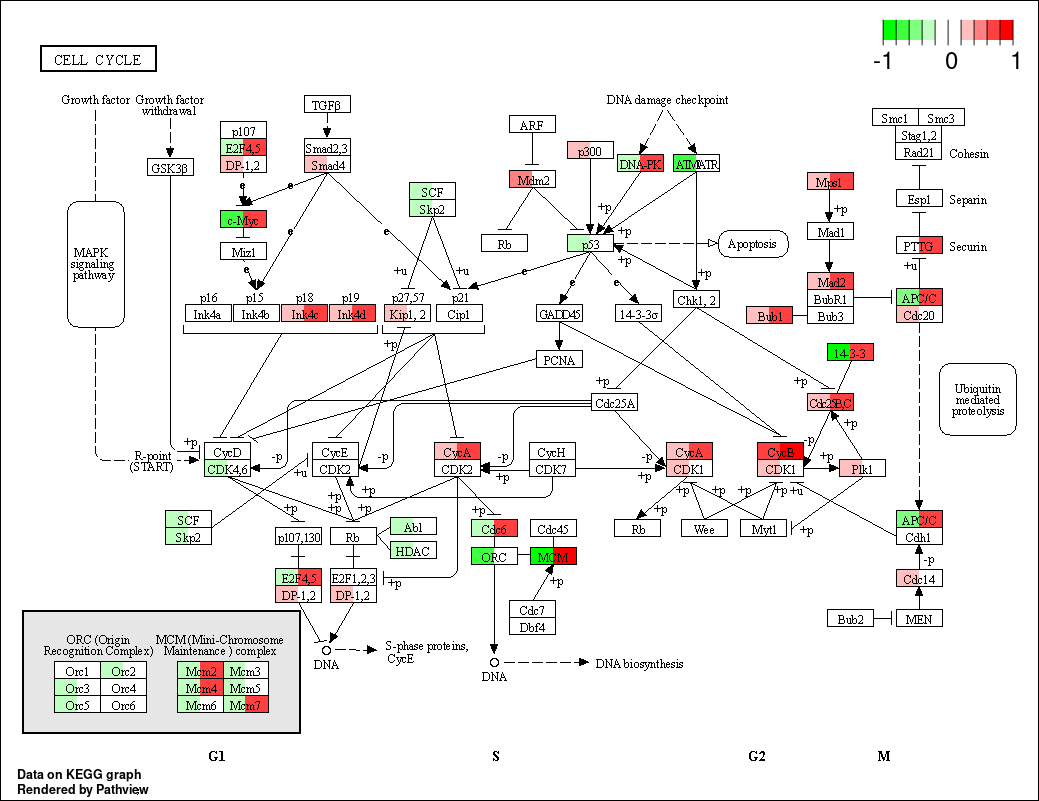 CELL CYCLE
-1 0 1
Growth factor
Growth factor
withdrawal
TGFβ
DNA damage checkpoint
Smc1 Smc3
Stag1,2
Rad21
Cohesin
p107
E2F4,5
DP-1,2
Smad2,3
Smad4
ARF
p300
DNA-PK
ATM/ATR
GSK3β
Mdm2
Mps1
+p
Mad1
Esp1
Separin
e
e
SCF
Skp2
c-Myc
Miz1
e
e
Rb
+p
p53
+p
Apoptosis
PTTG
Securin
+u
MAPK
signaling
pathway
+u
+u
e
e
e
+p
Mad2
BubR1
Bub3
Bub1
APC/C
Cdc20
p16
Ink4a
p15
Ink4b
p18
Ink4c
p19
Ink4d
p27,57
Kip1, 2
p21
Cip1
GADD45
14-3-3σ
Chk1, 2
+p
PCNA
14-3-3
Ubiquitin
mediated
proteolysis
+p
+p
Cdc25A
Cdc25B,C
+p
R-point
(START)
+p
CycD
CDK4,6
-p
CycE
CDK2
-p
CycA
CDK2
-p
+p
CycH
CDK7
+p
CycA
CDK1
CycB
CDK1
-p
+p
Plk1
+u
+p
+p
+p
+p
+p
+p
+p
+u
SCF
Skp2
+p
p107,130
Rb
Abl
HDAC
+p
Cdc6
Cdc45
ORC
MCM
+p
Rb
Wee
Myt1
+p
APC/C
Cdh1
-p
Cdc14
E2F4,5
DP-1,2
E2F1,2,3
DP-1,2
+p
Cdc7
Dbf4
Bub2
MEN
DNA
S-phase proteins,
CycE
DNA
DNA biosynthesis
ORC (Origin
Recognition Complex)
MCM (Mini-Chromosome
Maintenance ) complex
Orc1 Orc2
Orc3 Orc4
Orc5 Orc6
Mcm2 Mcm3
Mcm4 Mcm5
Mcm6 Mcm7
G1 S G2 M
Data on KEGG graph
Rendered by Pathview